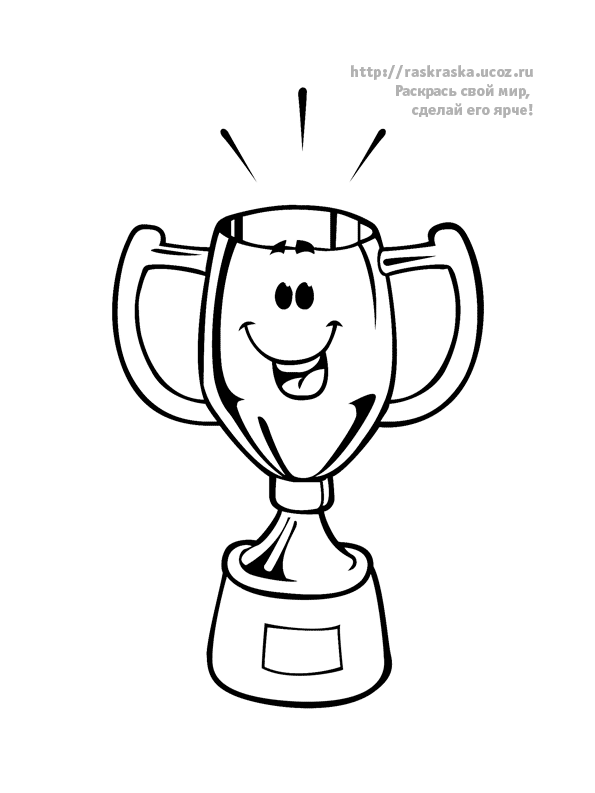 http://raskraska.ucoz.ru
Раскрась свой мир,
сделай его ярче!